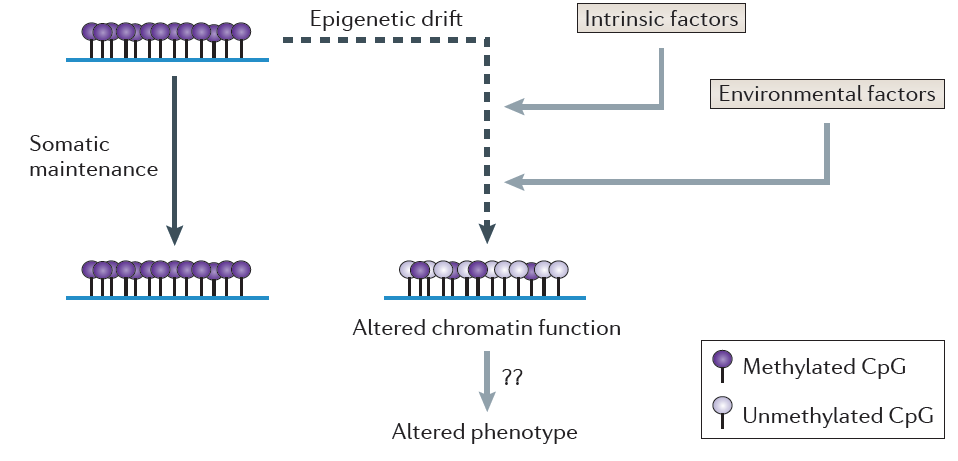 Epigenetic drift
Intrinsic factors
Environmental factors
Somatic
maintenance
Altered chromatin function
??
Altered phenotype
Methylated CpG
Unmethylated CpG